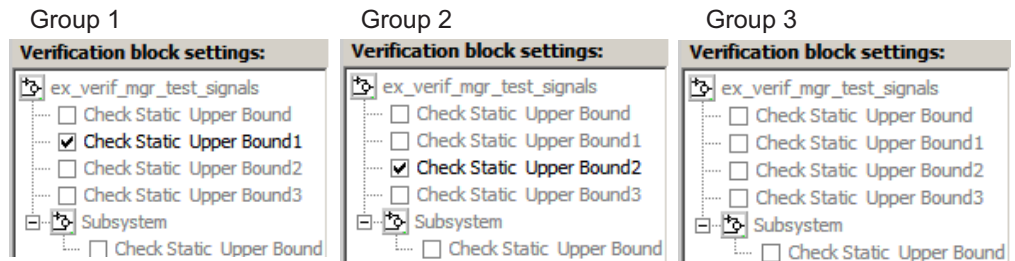 Group 1
Verification block settings:
ex_verif_mgr_test_signals
Check Static Upper Bound
Check Static Upper Bound1
Check Static Upper Bound2
Check Static Upper Bound3
Subsystem
Check Static Upper Bound
Group 2
Verification block settings:
ex_verif_mgr_test_signals
Check Static Upper Bound
Check Static Upper Bound1
Check Static Upper Bound2
Check Static Upper Bound3
Subsystem
Check Static Upper Bound
Group 3
Verification block settings:
ex_verif_mgr_test_signals
Check Static Upper Bound
Check Static Upper Bound1
Check Static Upper Bound2
Check Static Upper Bound3
Subsystem
Check Static Upper Bound